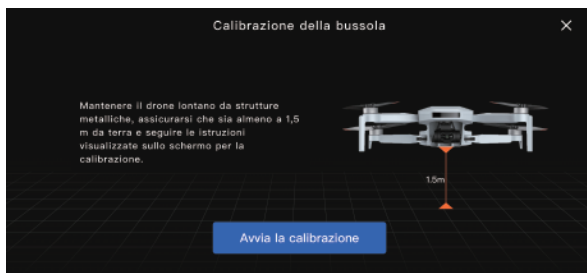 Calibrazione della bussola
Mantenere il drone lontano da strutture
metalliche, assicurarsi che sia almeno a 1,5
m da terra e seguire le istruzioni
visualizzate sullo schermo per la
calibrazione.
1.5m
Avvia la calibrazione